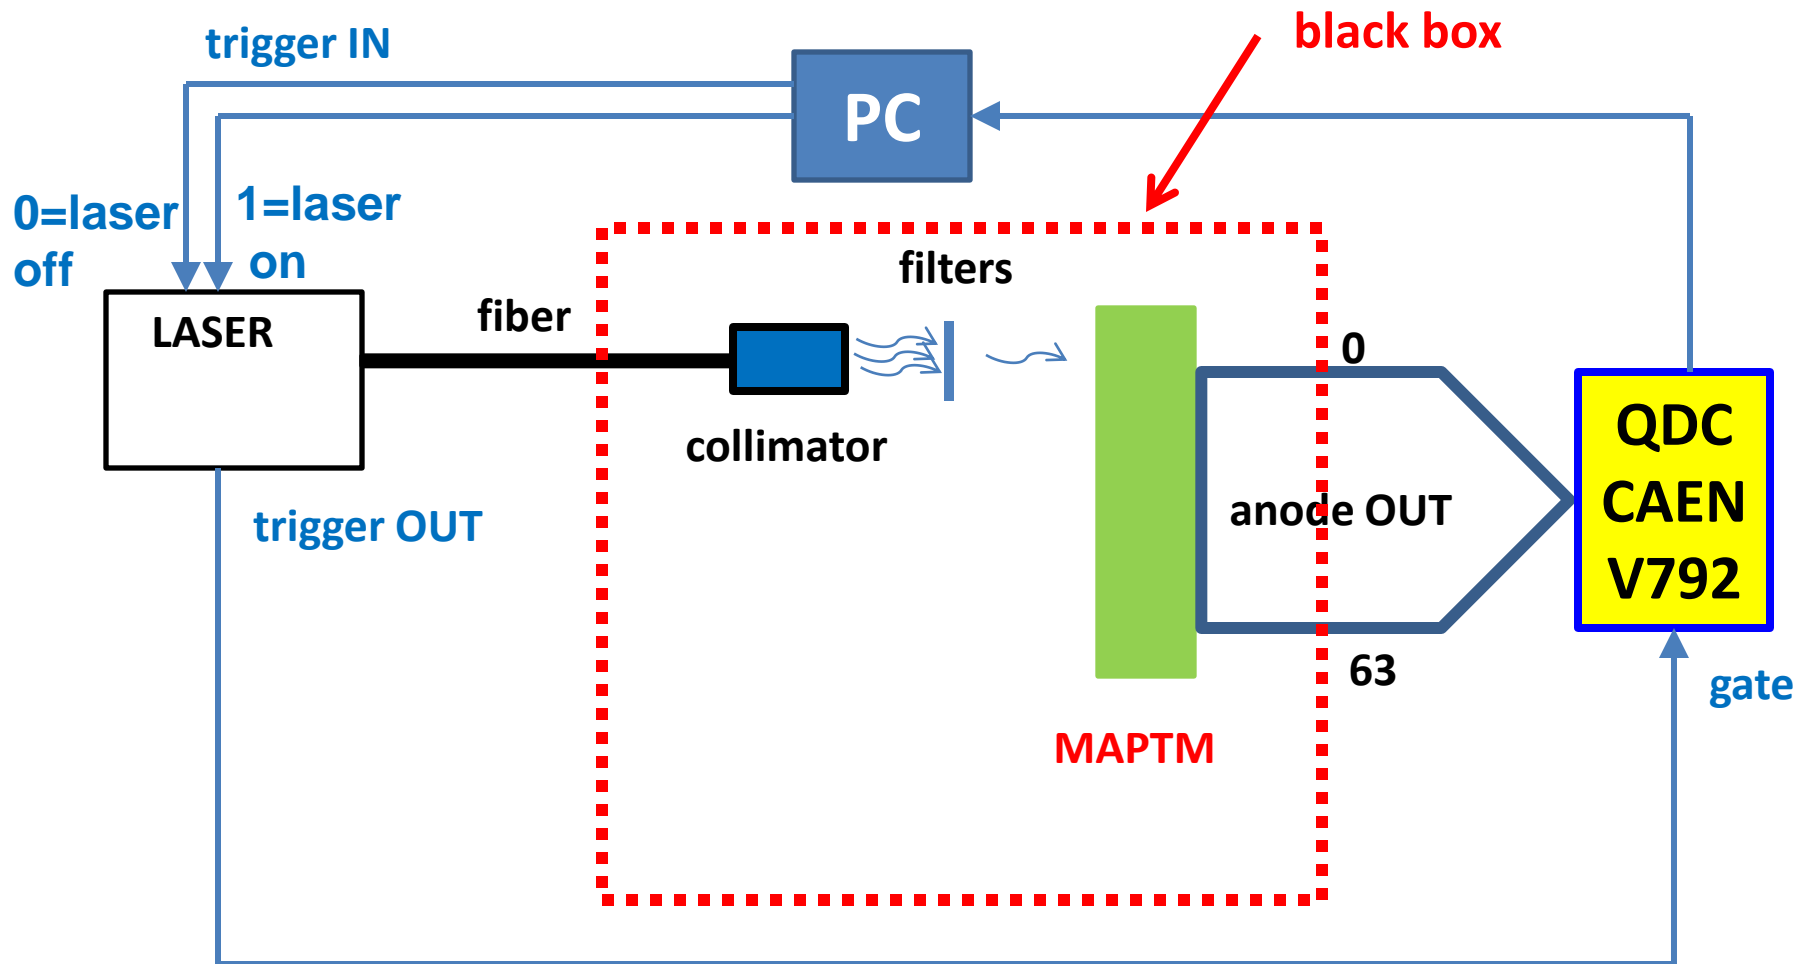 trigger IN
black box
PC
0=laser
off
1=laser
on
filters
LASER
fiber
0
collimator
QDC
CAEN
V792
anode OUT
trigger OUT
63
gate
MAPTM